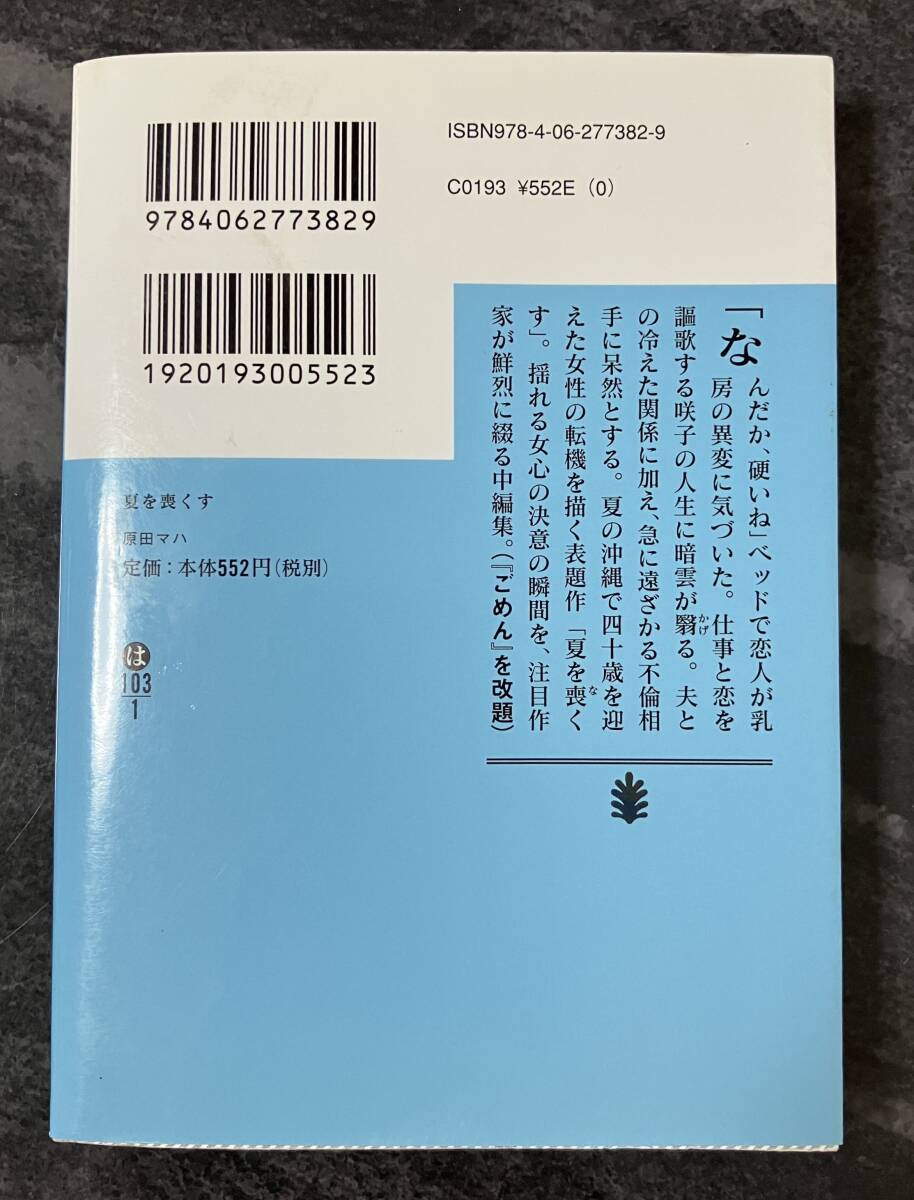 9784062773829
ISBN978-4-06-277382-9
C0193 ¥552E (0)
1920193005523
「なんだか、硬いね」ベッドで恋人が乳
房の異変に気づいた。仕事と恋を
謳歌する咲子の人生に暗雲が翳る。夫と
かげ
の冷えた関係に加え、急に遠ざかる不倫相
手に呆然とする。夏の沖縄で四十歳を迎
えた女性の転機を描く表題作「夏を喪く
な
す」。揺れる女心の決意の瞬間を、注目作
家が鮮烈に綴る中編集。(『ごめん』を改題)
夏を喪くす
原田マハ
定価:本体552円(税別)
は
103
1